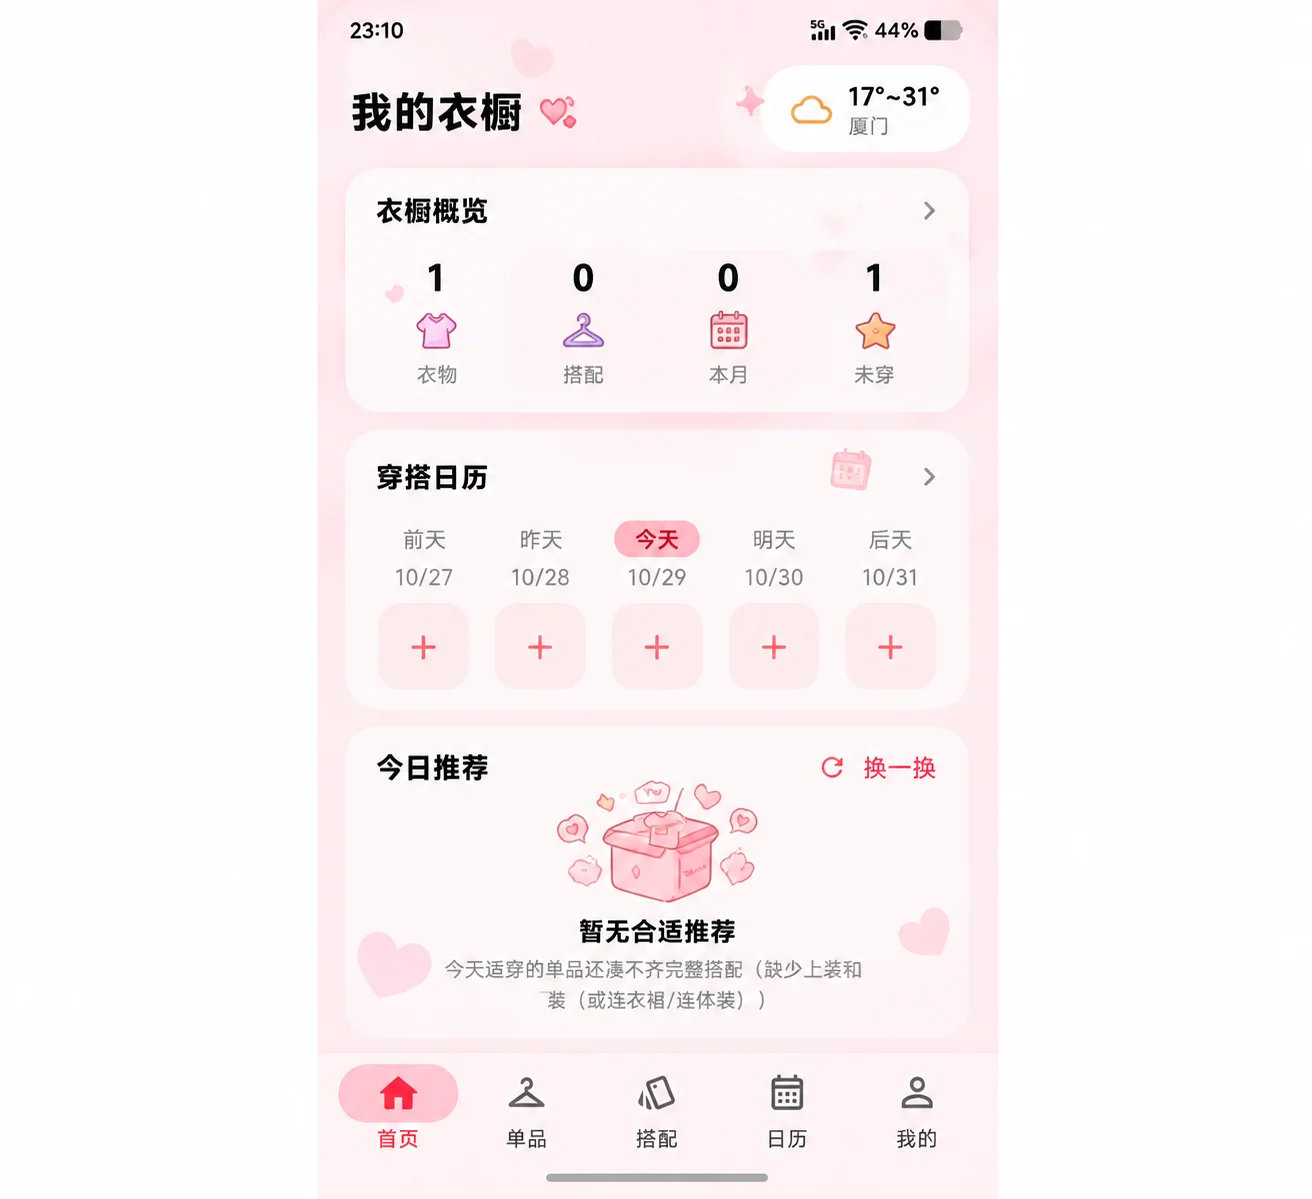 23:10
5G
44%
我的衣橱
17°~31°
厦门
衣橱概览
1
0
0
1
衣物
搭配
本月
未穿
穿搭日历
前天
昨天
今天
明天
后天
10/27
10/28
10/29
10/30
10/31
今日推荐
换一换
暂无合适推荐
今天适穿的单品还凑不齐完整搭配（缺少上装和
装（或连衣裙/连体装））
首页
单品
搭配
日历
我的